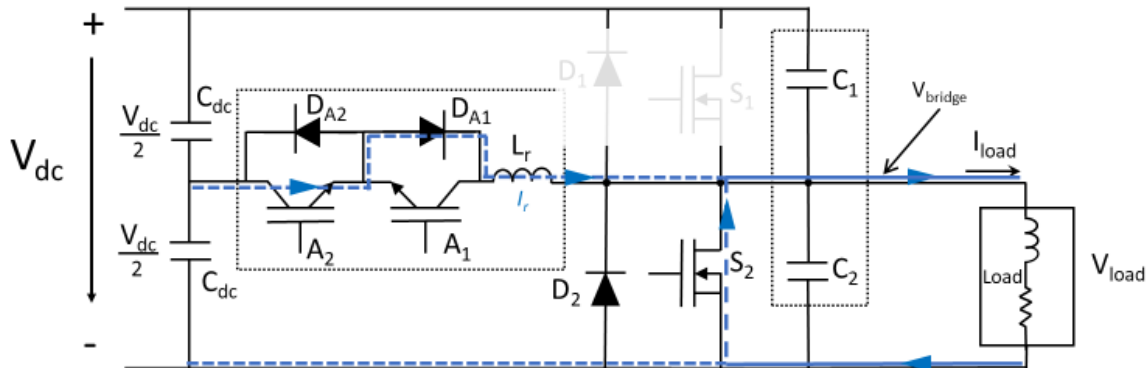 +
V_dc
-
C_dc
V_dc/2
V_dc/2
C_dc
D_A2
D_A1
L_r
I_r
A_2
A_1
D_1
S_1
D_2
S_2
C_1
C_2
V_bridge
I_load
Load
V_load